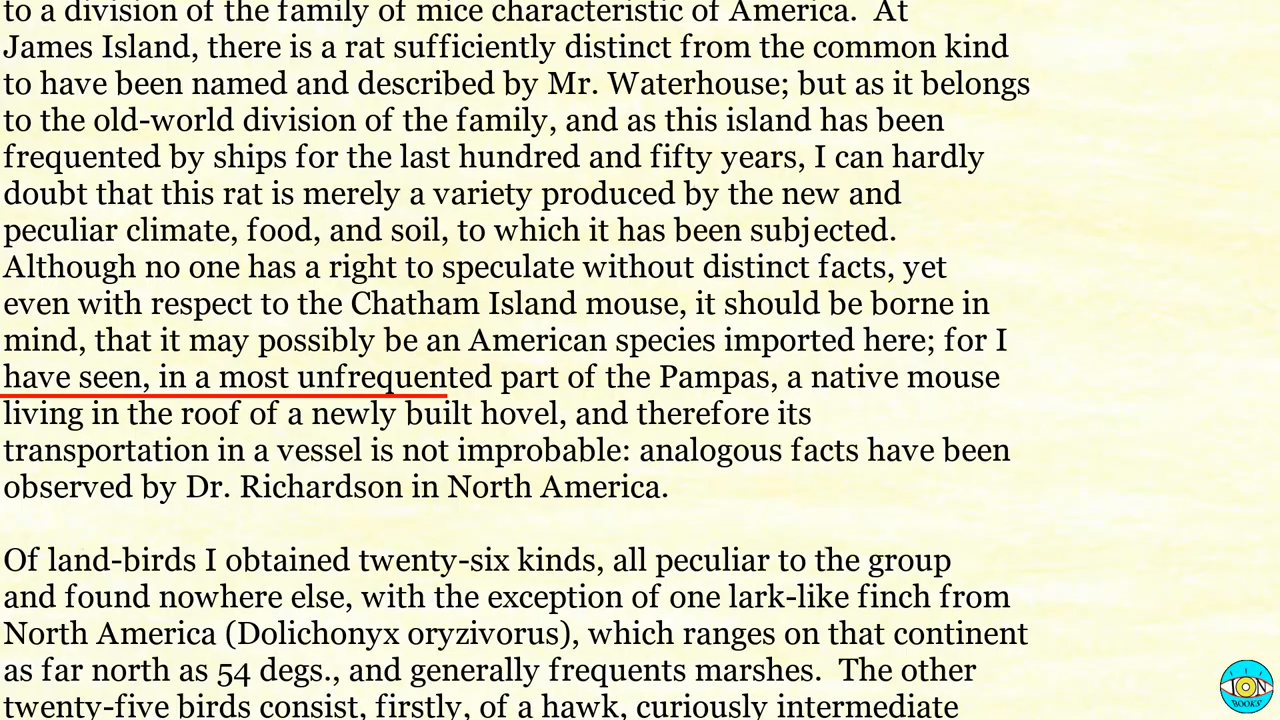 to a division of the family of mice characteristic of America.  At
James Island, there is a rat sufficiently distinct from the common kind
to have been named and described by Mr. Waterhouse; but as it belongs
to the old-world division of the family, and as this island has been
frequented by ships for the last hundred and fifty years, I can hardly
doubt that this rat is merely a variety produced by the new and
peculiar climate, food, and soil, to which it has been subjected.
Although no one has a right to speculate without distinct facts, yet
even with respect to the Chatham Island mouse, it should be borne in
mind, that it may possibly be an American species imported here; for I
have seen, in a most unfrequented part of the Pampas, a native mouse
living in the roof of a newly built hovel, and therefore its
transportation in a vessel is not improbable: analogous facts have been
observed by Dr. Richardson in North America.

Of land-birds I obtained twenty-six kinds, all peculiar to the group
and found nowhere else, with the exception of one lark-like finch from
North America (Dolichonyx oryzivorus), which ranges on that continent
as far north as 54 degs., and generally frequents marshes.  The other
twenty-five birds consist, firstly, of a hawk, curiously intermediate
BOOKS